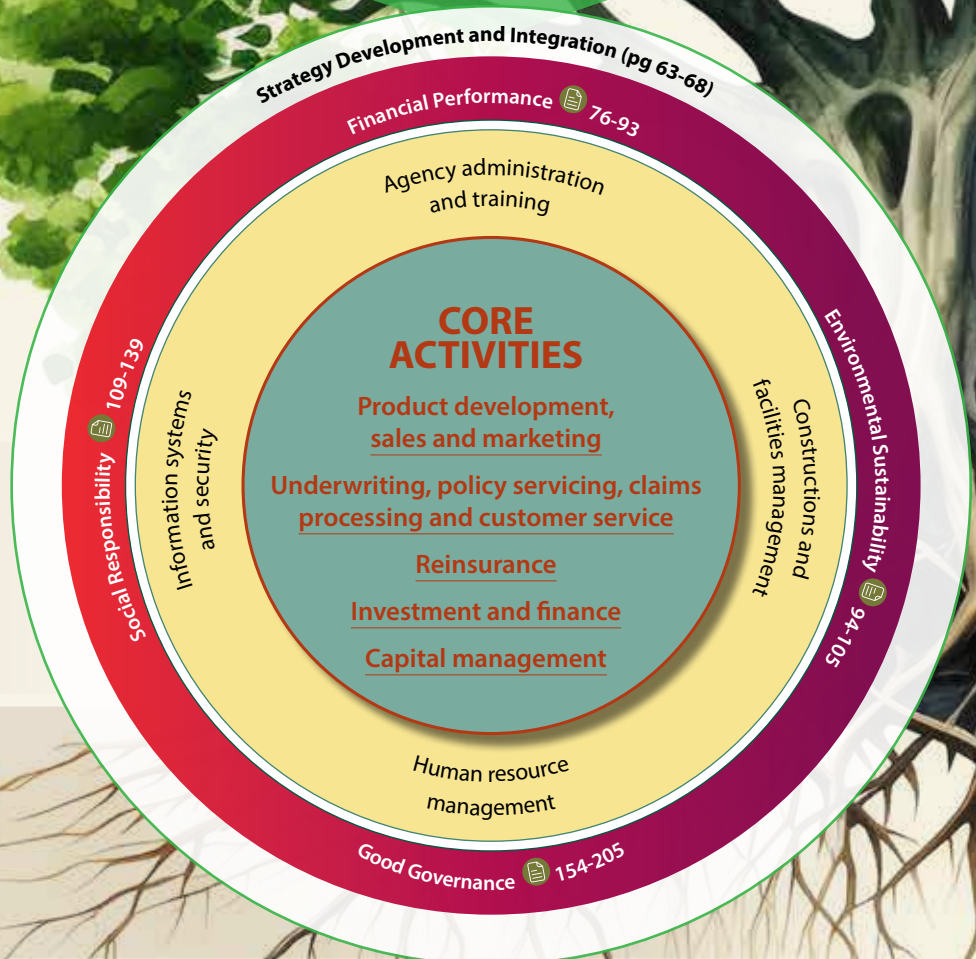 Strategy Development and Integration (pg 63-68)
Financial Performance 76-93
Agency administration
and training
CORE
ACTIVITIES
Product development,
sales and marketing
Underwriting, policy servicing, claims
processing and customer service
Reinsurance
Investment and finance
Capital management
Social Responsibility 109-139
Information systems
and security
Constructions and
facilities management
Environmental Sustainability 94-105
Human resource
management
Good Governance 154-205